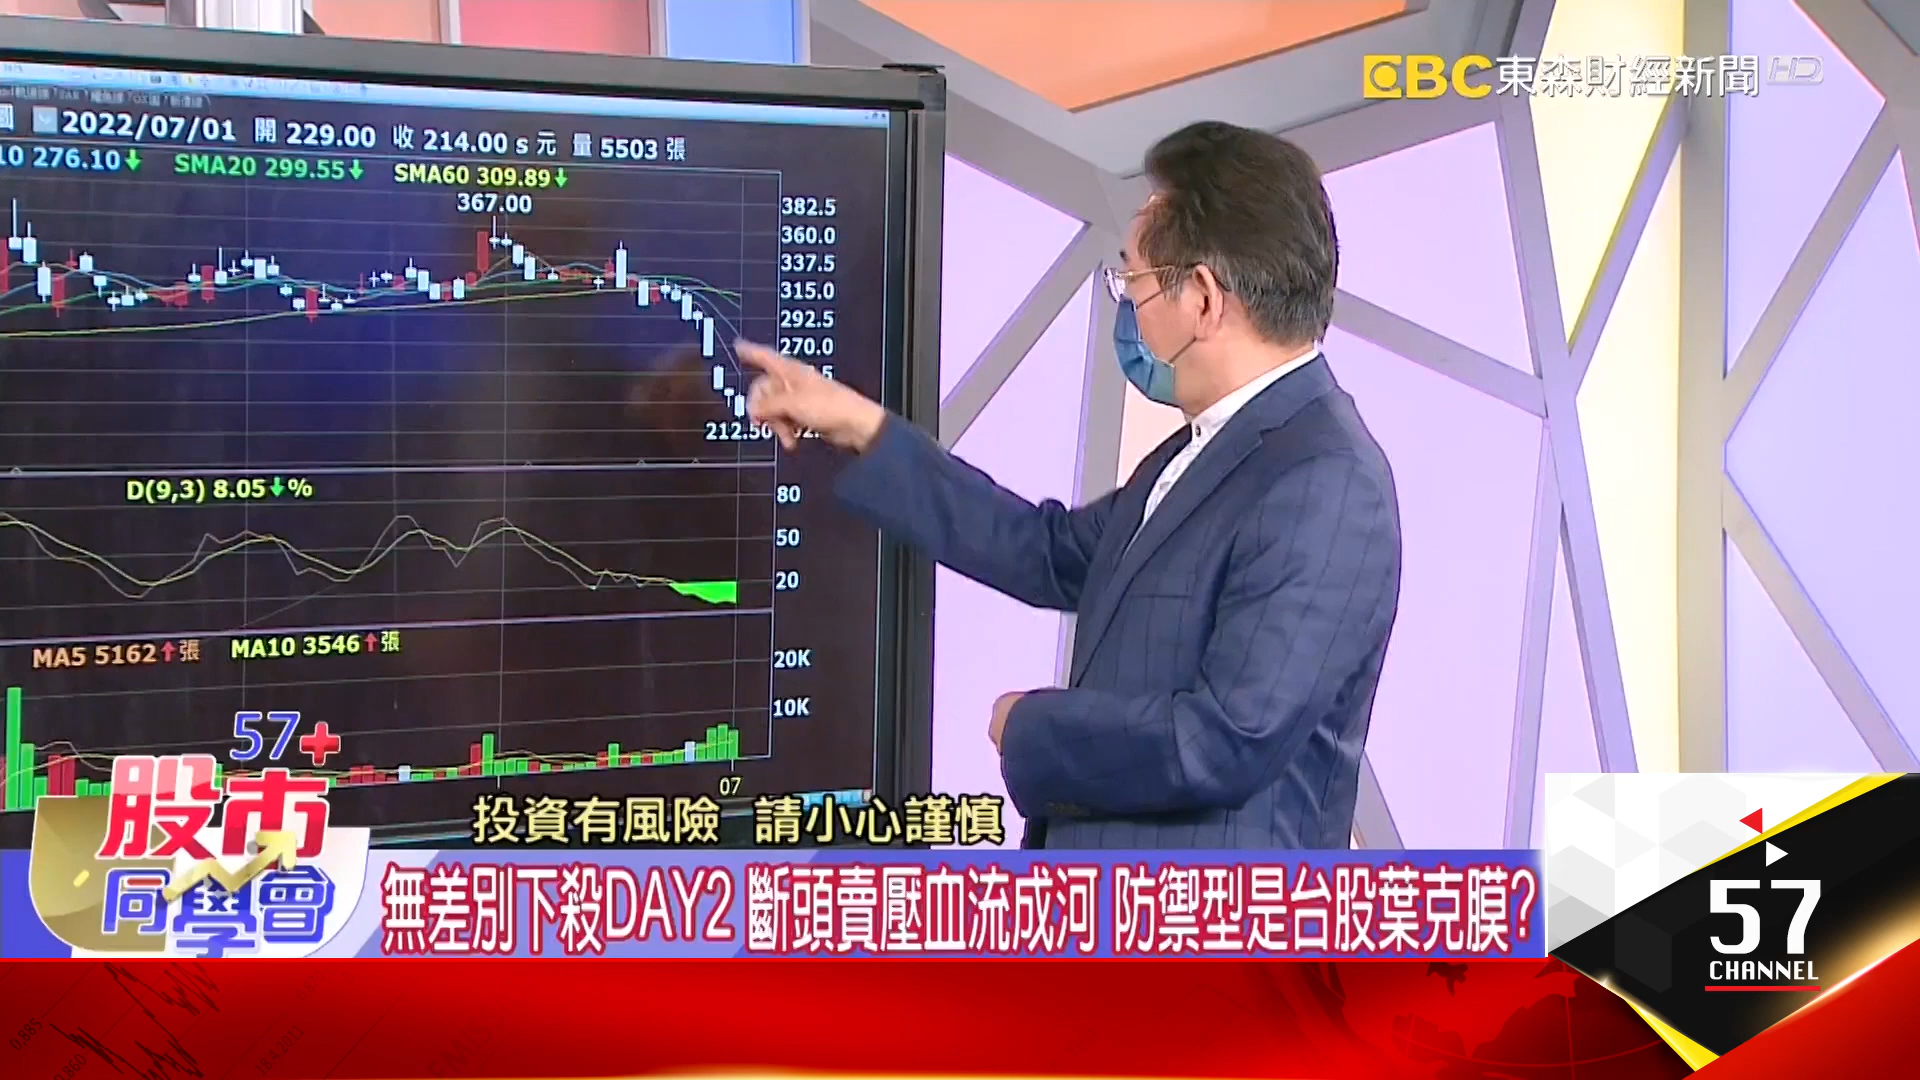 EBC東森財經新聞 HD
2022/07/01 開 229.00 收 214.00 s 元 量 5503 張
10 276.10↓ SMA20 299.55↓ SMA60 309.89↓
367.00
382.5
360.0
337.5
315.0
292.5
270.0
212.50
D(9,3) 8.05↓%
80
50
20
MA5 5162↑張 MA10 3546↑張
20K
10K
07
57+
股市
同學會
投資有風險 請小心謹慎
無差別下殺DAY2 斷頭賣壓血流成河 防禦型是台股葉克膜?
57
CHANNEL